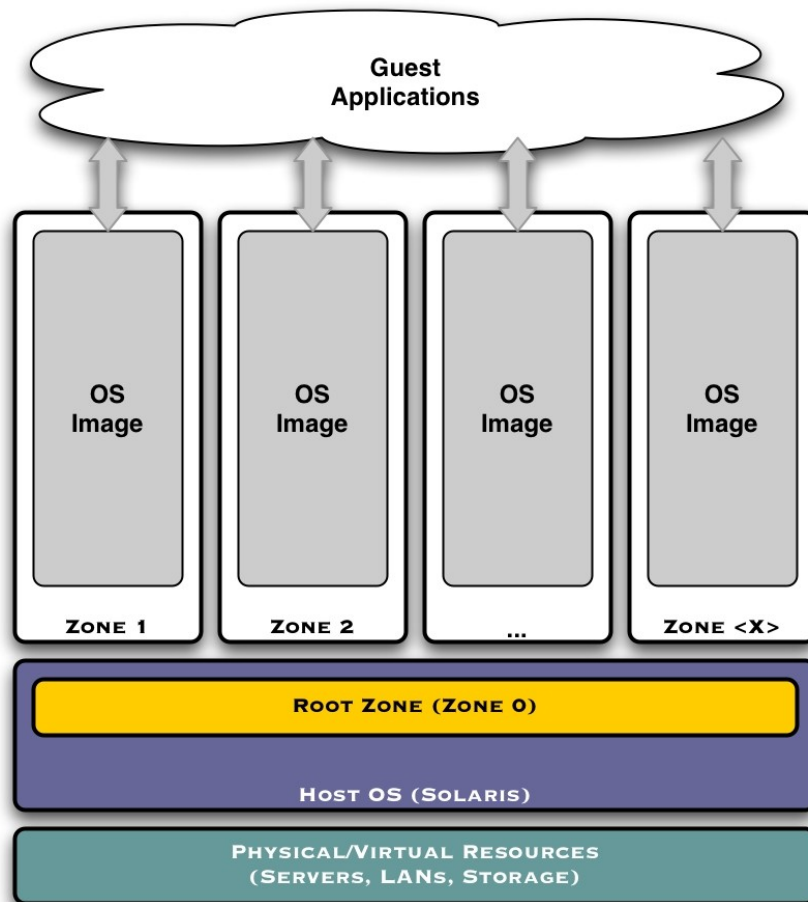 Guest
Applications
OS
Image
OS
Image
OS
Image
OS
Image
ZONE 1
ZONE 2
...
ZONE <X>
ROOT ZONE (ZONE 0)
HOST OS (SOLARIS)
PHYSICAL/VIRTUAL RESOURCES
(SERVERS, LANS, STORAGE)